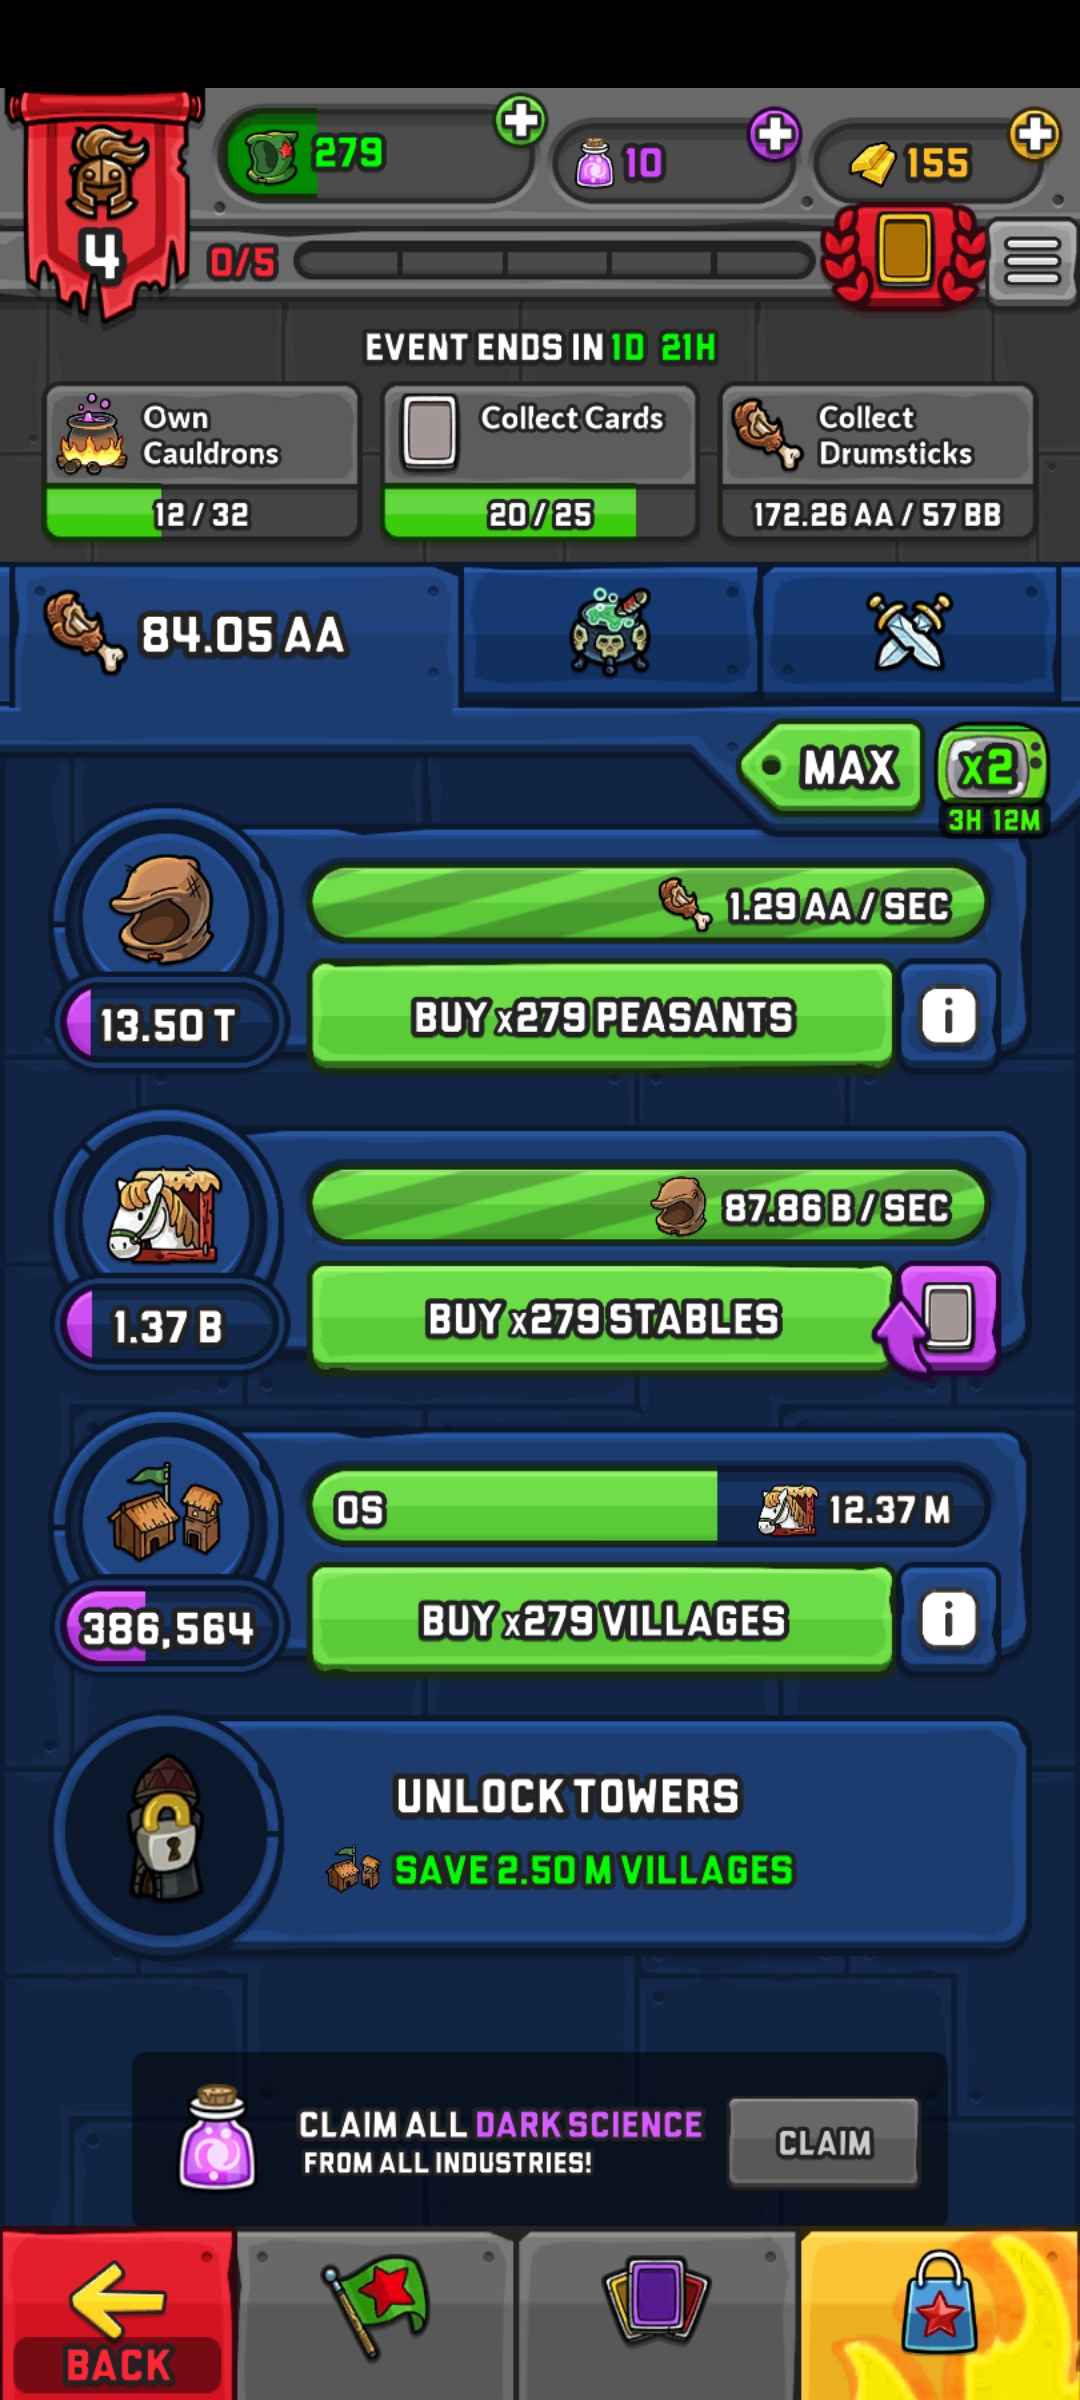 279
10
155
4
0/5
EVENT ENDS IN 1D 21H
Own
Cauldrons
12 / 32
Collect Cards
20 / 25
Collect
Drumsticks
172.26 AA / 57 BB
84.05 AA
MAX
x2
3H 12M
1.29 AA / SEC
13.50 T
BUY x279 PEASANTS
i
87.86 B / SEC
1.37 B
BUY x279 STABLES
0S
12.37 M
386,564
BUY x279 VILLAGES
i
UNLOCK TOWERS
SAVE 2.50 M VILLAGES
CLAIM ALL DARK SCIENCE
FROM ALL INDUSTRIES!
CLAIM
BACK